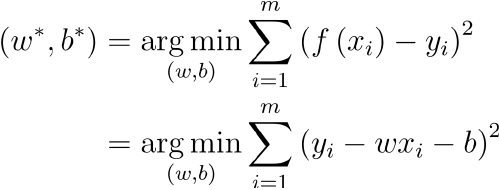 (w*, b*) = arg min_{(w,b)} ∑_{i=1}^{m} (f (x_i) − y_i)^2
= arg min_{(w,b)} ∑_{i=1}^{m} (y_i − wx_i − b)^2